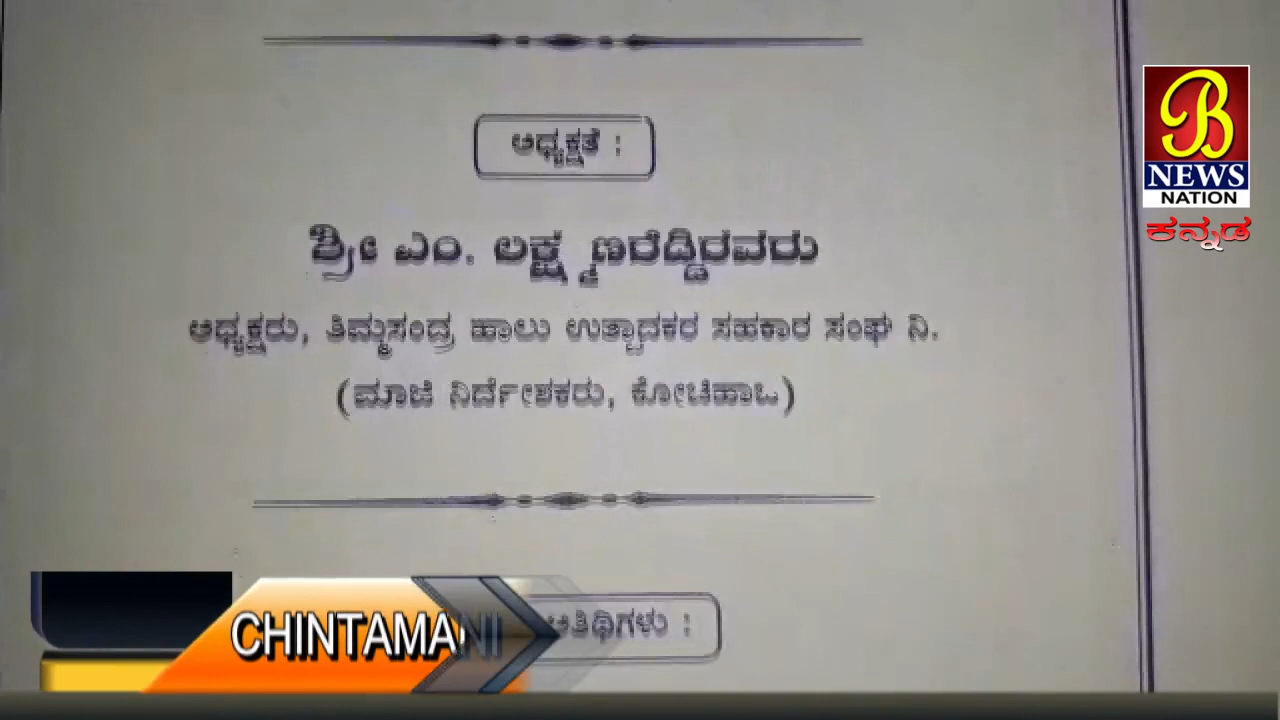 ಅಧ್ಯಕ್ಷತೆ :
ಶ್ರೀ ಎಂ. ಲಕ್ಷ್ಮಣರೆಡ್ಡಿರವರು
ಅಧ್ಯಕ್ಷರು, ತಿಮ್ಮಸಂದ್ರ ಹಾಲು ಉತ್ಪಾದಕರ ಸಹಕಾರ ಸಂಘ ನಿ.
(ಮಾಜಿ ನಿರ್ದೇಶಕರು, ಕೋಚಿಹಾಒ)
ಅತಿಥಿಗಳು :
B
NEWS
NATION
ಕನ್ನಡ
CHINTAMANI